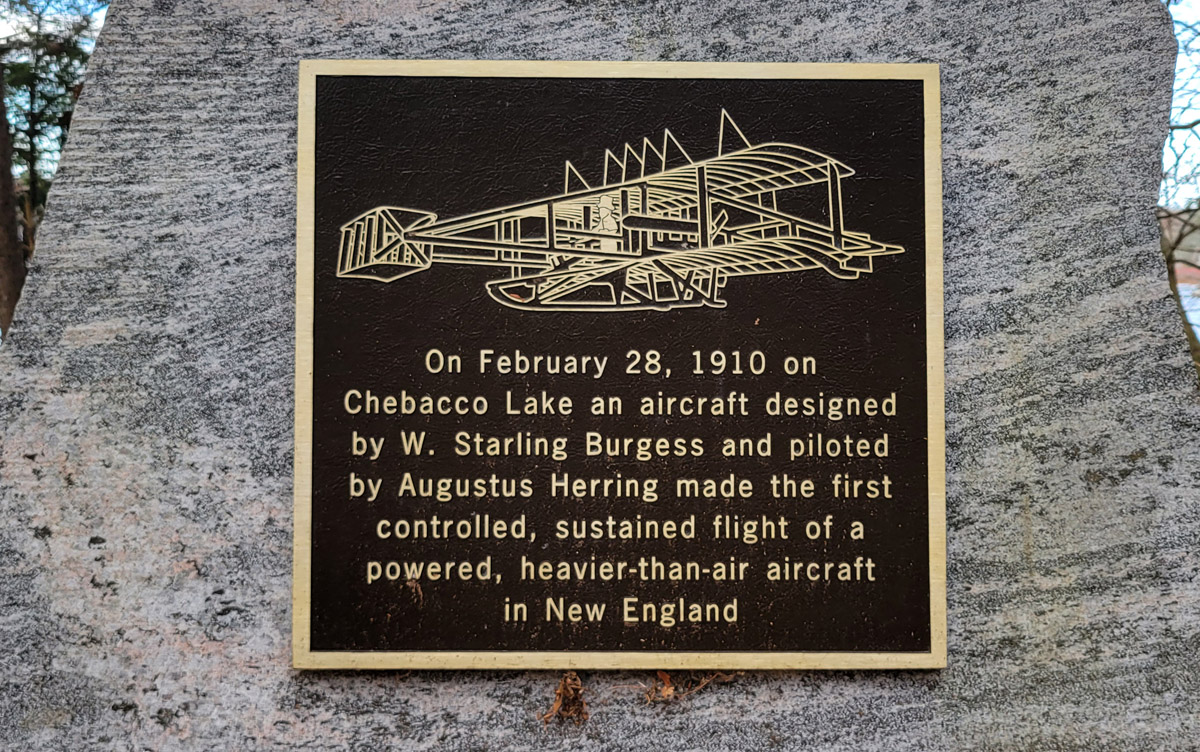 On February 28, 1910 on
Chebacco Lake an aircraft designed
by W. Starling Burgess and piloted
by Augustus Herring made the first
controlled, sustained flight of a
powered, heavier-than-air aircraft
in New England